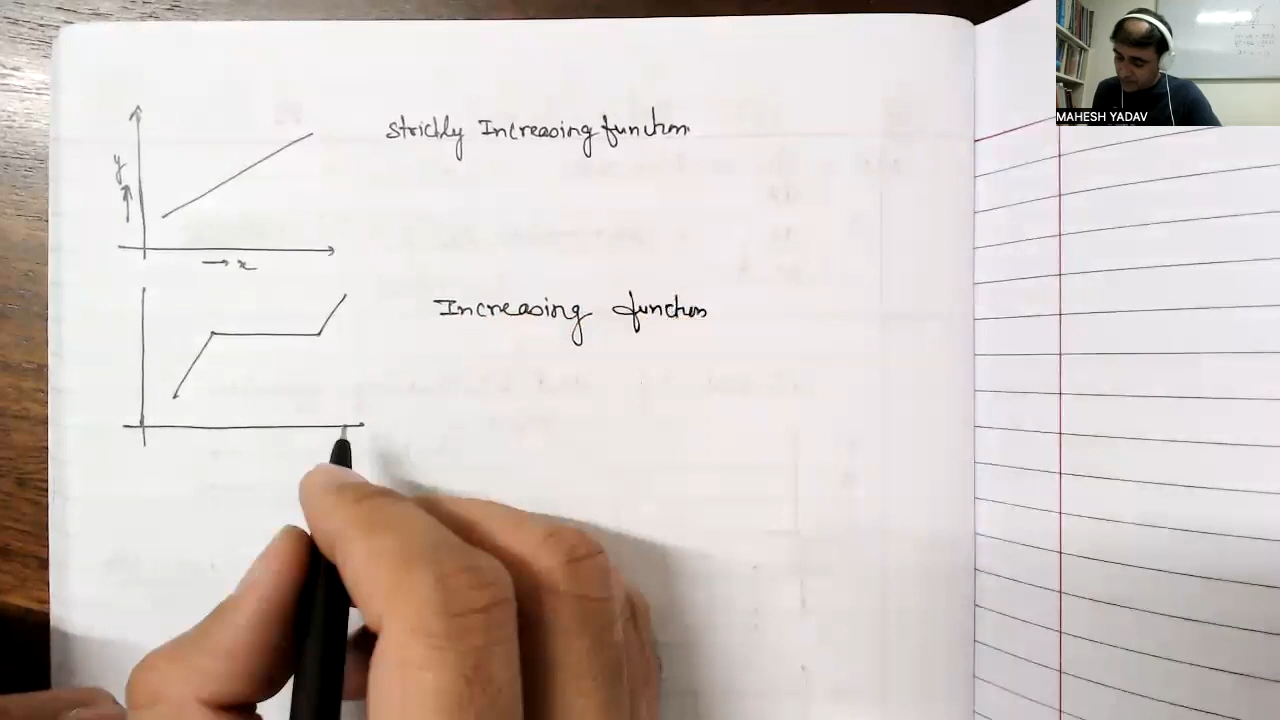 MAHESH YADAV
Strictly Increasing function
y
→ x
Increasing function